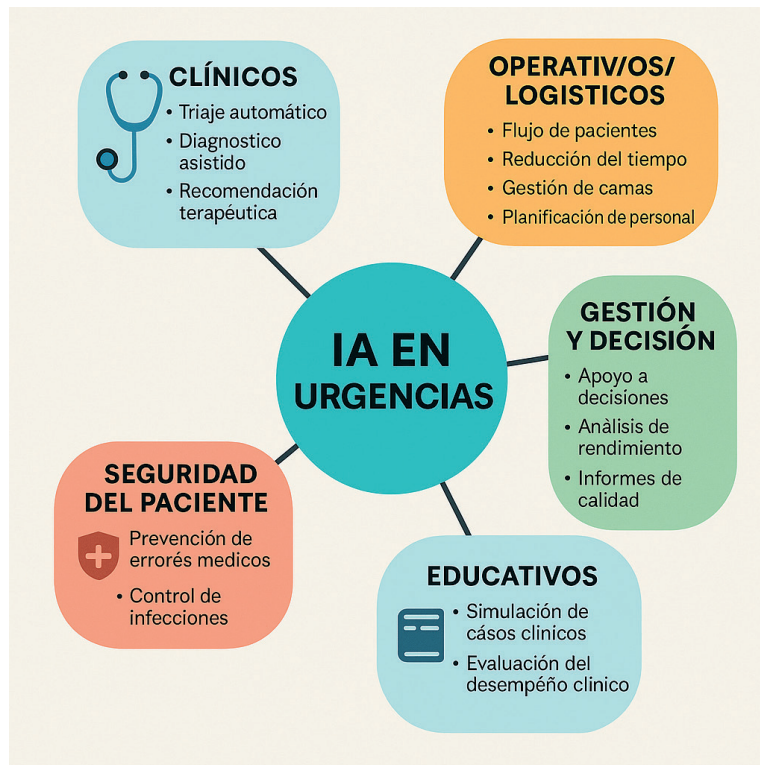 CLÍNICOS
• Triaje automático
• Diagnostico
asistido
• Recomendación
terapéutica
OPERATIV/OS/
LOGISTICOS
• Flujo de pacientes
• Reducción del tiempo
• Gestión de camas
• Planificación de personal
IA EN
URGENCIAS
GESTIÓN
Y DECISIÓN
• Apoyo a
decisiones
• Anàlisis de
rendimiento
• Informes de
calidad
SEGURIDAD
DEL PACIENTE
Prevención de
errorés medicos
• Control de
infecciones
EDUCATIVOS
• Simulación de
cásos clinicos
• Evaluación del
desempéño clinico